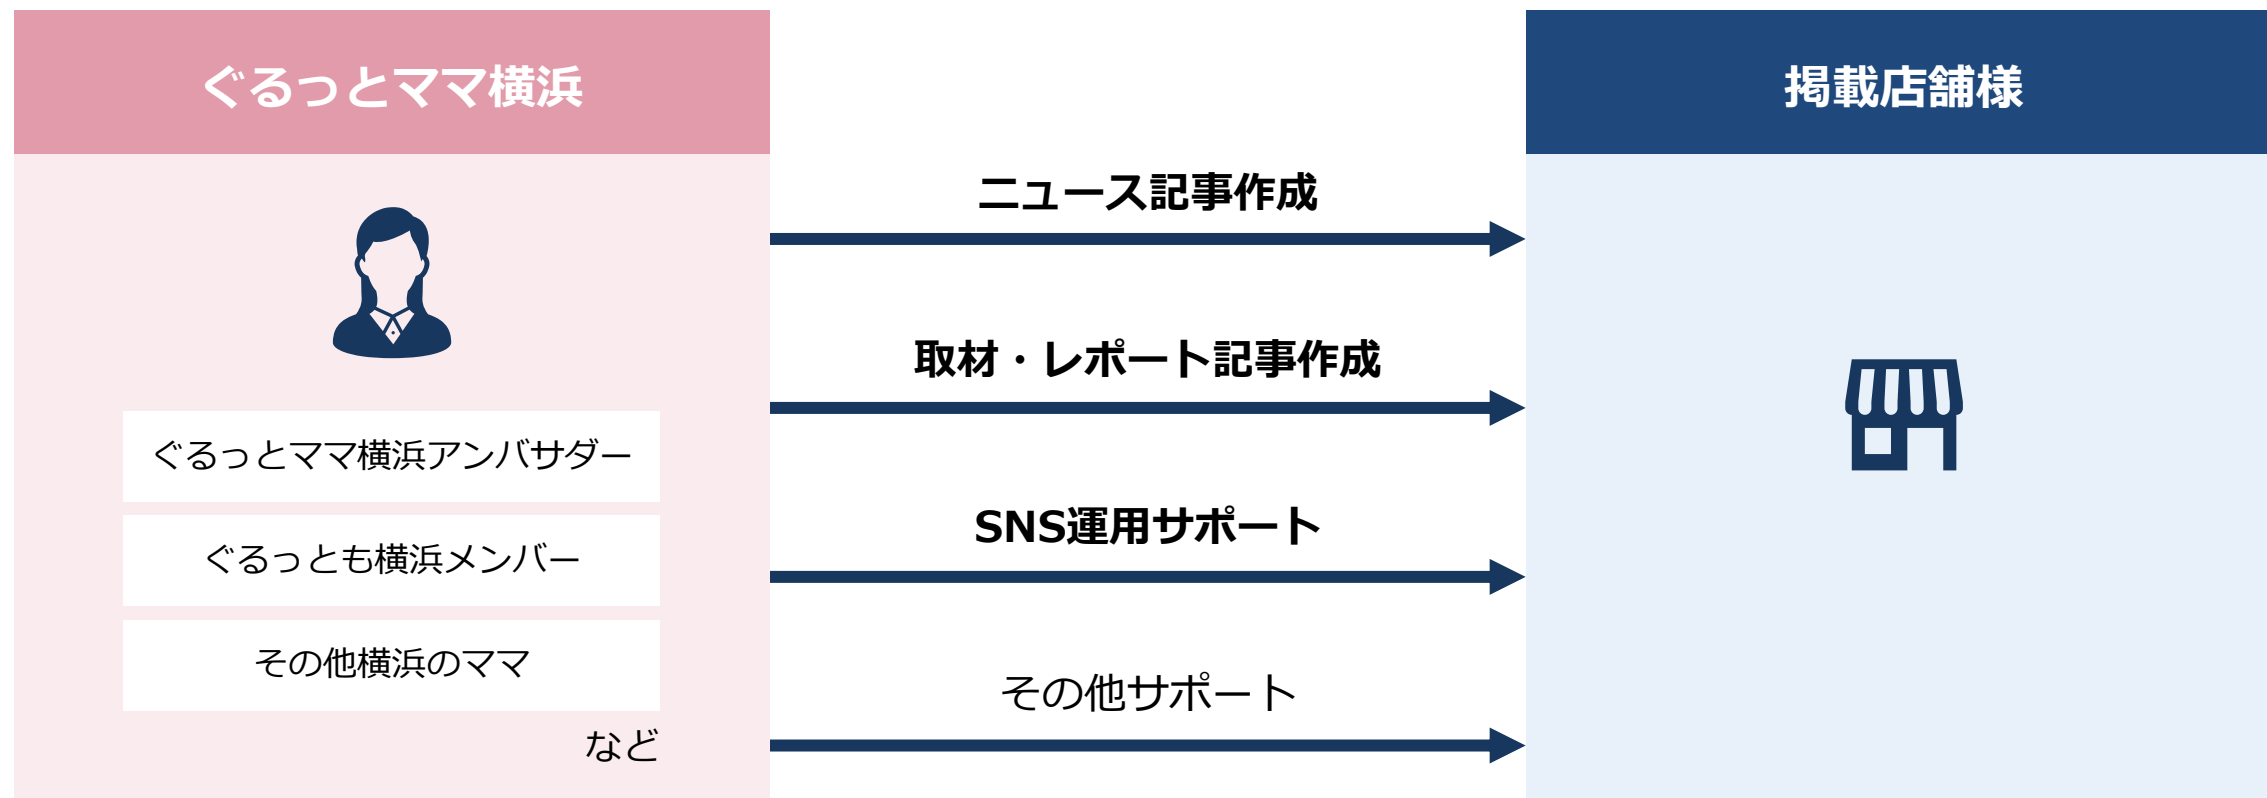 ぐるっとママ横浜
ぐるっとママ横浜アンバサダー
ぐるっとも横浜メンバー
その他横浜のママ
など
ニュース記事作成
取材・レポート記事作成
SNS運用サポート
その他サポート
掲載店舗様